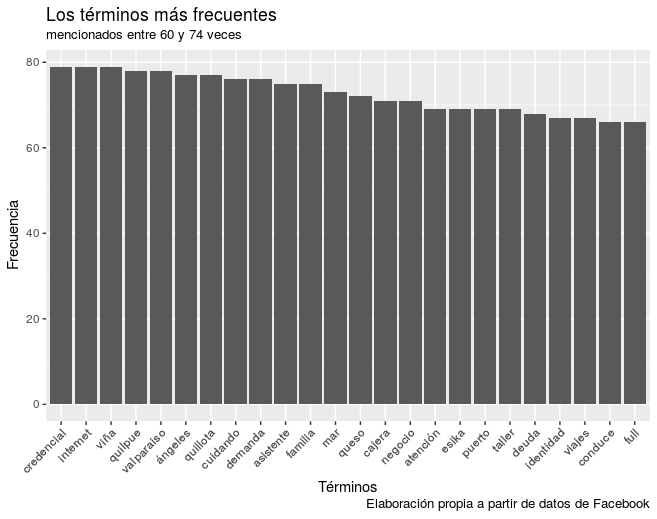 Los términos más frecuentes
mencionados entre 60 y 74 veces
Frecuencia
80
60
40
20
0
credencial
internet
viña
quilpue
valparaiso
ángeles
quillota
cuidando
demanda
asistente
familia
mar
queso
cajera
negocio
atención
esika
puerto
taller
deuda
identidad
viajes
conduce
full
Términos
Elaboración propia a partir de datos de Facebook